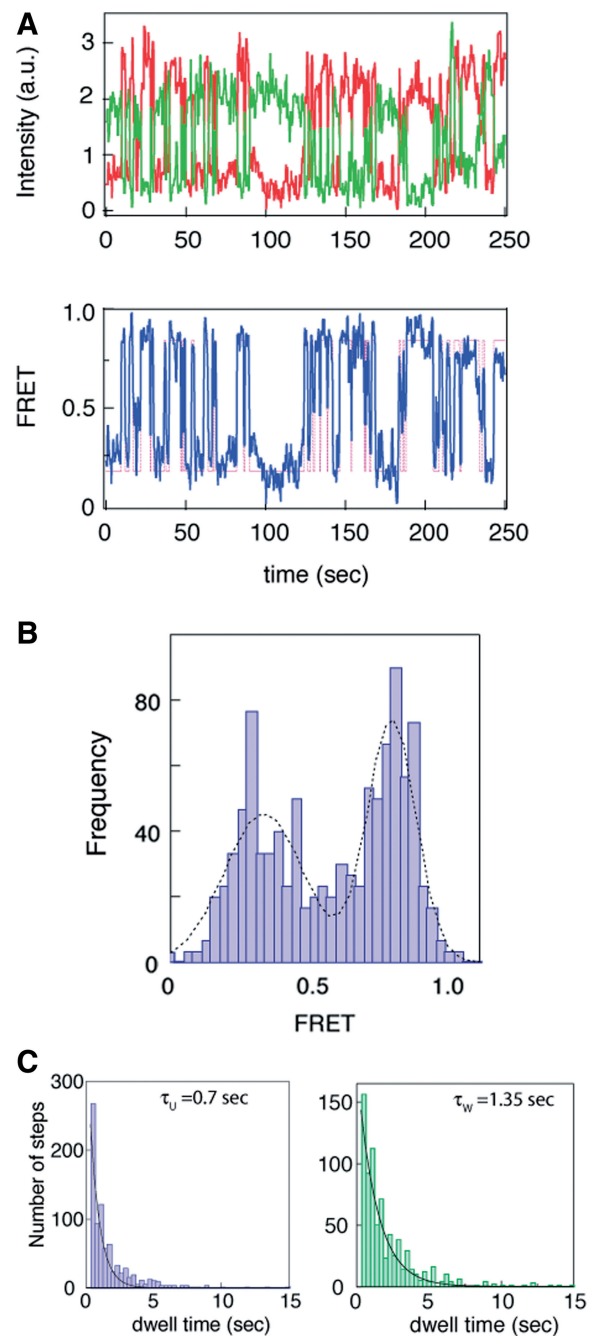 A
Intensity (a.u.)
3
2
1
0
0 50 100 150 200 250
FRET
1.0
0.5
0
0 50 100 150 200 250
time (sec)
B
Frequency
80
40
0
0 0.5 1.0
FRET
C
Number of steps
300
200
100
0
τU =0.7 sec
0 5 10 15
dwell time (sec)
150
100
50
0
τW =1.35 sec
0 5 10 15
dwell time (sec)